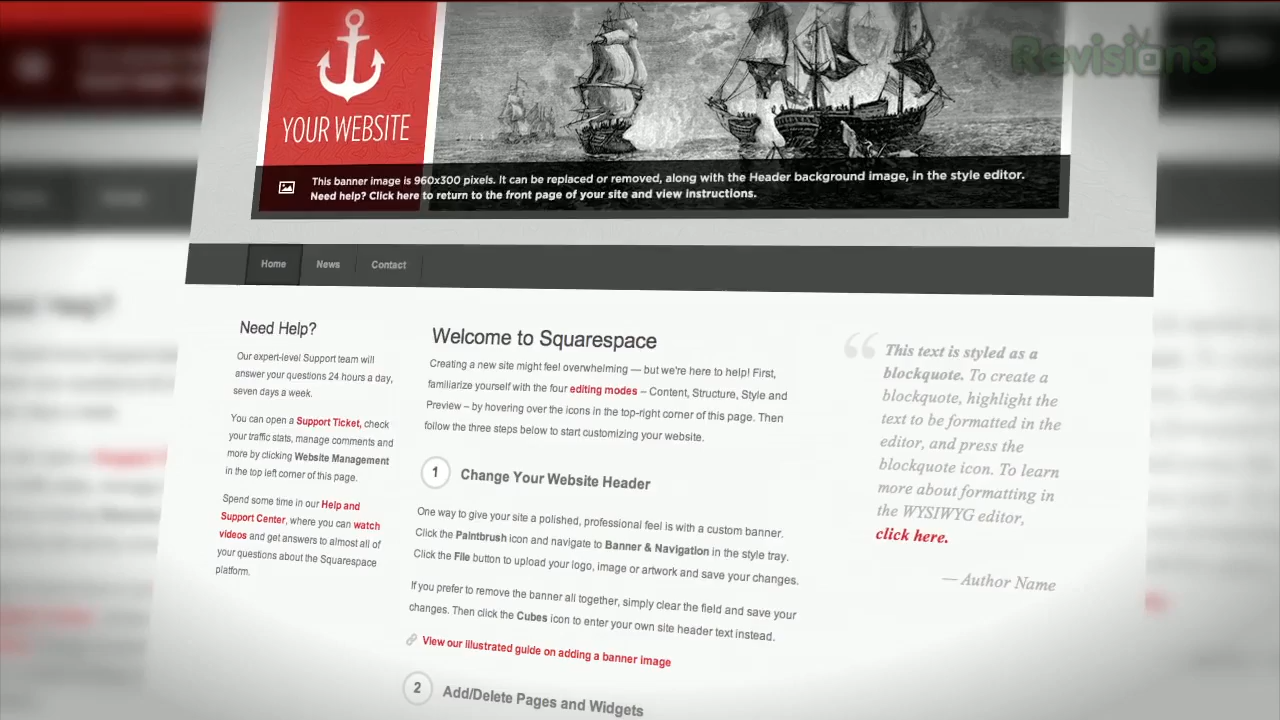 Revision3
YOUR WEBSITE
This banner image is 960x300 pixels. It can be replaced or removed, along with the Header background image, in the style editor.
Need help? Click here to return to the front page of your site and view instructions.
Home News Contact
Need Help?
Our expert-level Support team will
answer your questions 24 hours a day,
seven days a week.
You can open a Support Ticket, check
your traffic stats, manage comments and
more by clicking Website Management
in the top left corner of this page.
Spend some time in our Help and
Support Center, where you can watch
videos and get answers to almost all of
your questions about the Squarespace
platform.
Welcome to Squarespace
Creating a new site might feel overwhelming — but we're here to help! First,
familiarize yourself with the four editing modes – Content, Structure, Style and
Preview – by hovering over the icons in the top-right corner of this page. Then
follow the three steps below to start customizing your website.
1 Change Your Website Header
One way to give your site a polished, professional feel is with a custom banner.
Click the Paintbrush icon and navigate to Banner & Navigation in the style tray.
Click the File button to upload your logo, image or artwork and save your changes.
If you prefer to remove the banner all together, simply clear the field and save your
changes. Then click the Cubes icon to enter your own site header text instead.
View our illustrated guide on adding a banner image
2 Add/Delete Pages and Widgets
“ This text is styled as a
blockquote. To create a
blockquote, highlight the
text to be formatted in the
editor, and press the
blockquote icon. To learn
more about formatting in
the WYSIWYG editor,
click here.
— Author Name